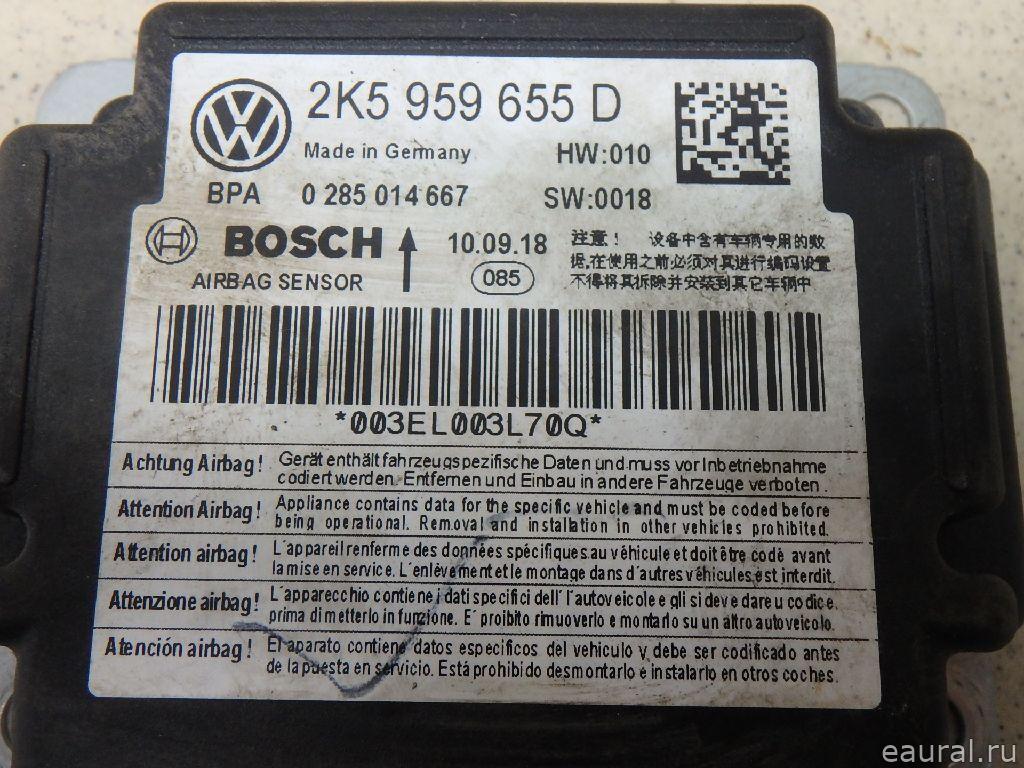 2K5 959 655 D
Made in Germany HW:010
BPA 0 285 014 667 SW:0018
BOSCH 10.09.18
AIRBAG SENSOR 085
注意! 设备中含有车辆专用的数
据,在使用之前必须对其进行编码设置
不得将其拆除并安装到其它车辆中
*003EL003L70Q*
Achtung Airbag! Gerät enthält fahrzeugspezifische Daten und muss vor Inbetriebnahme
codiert werden. Entfernen und Einbau in andere Fahrzeuge verboten.
Attention Airbag! Appliance contains data for the specific vehicle and must be coded before
being operational. Removal and installation in other vehicles prohibited.
Attention airbag! L'appareil renferme des données spécifiques au véhicule et doit être codé avant
la mise en service. L'enlèvement et le montage dans d'autres véhicules est interdit.
Attenzione airbag! L'apparecchio contiene i dati specifici dell'l'autoveicolo e gli si deve dare u codice,
prima di metterlo in funzione. E' proibito rimuoverlo e montarlo su un altro autoveicolo.
Atención airbag! El aparato contiene datos específicos del vehículo y debe ser codificado antes
de la puesta en servicio. Está prohibido desmontarlo e instalarlo en otros coches.
eaural.ru